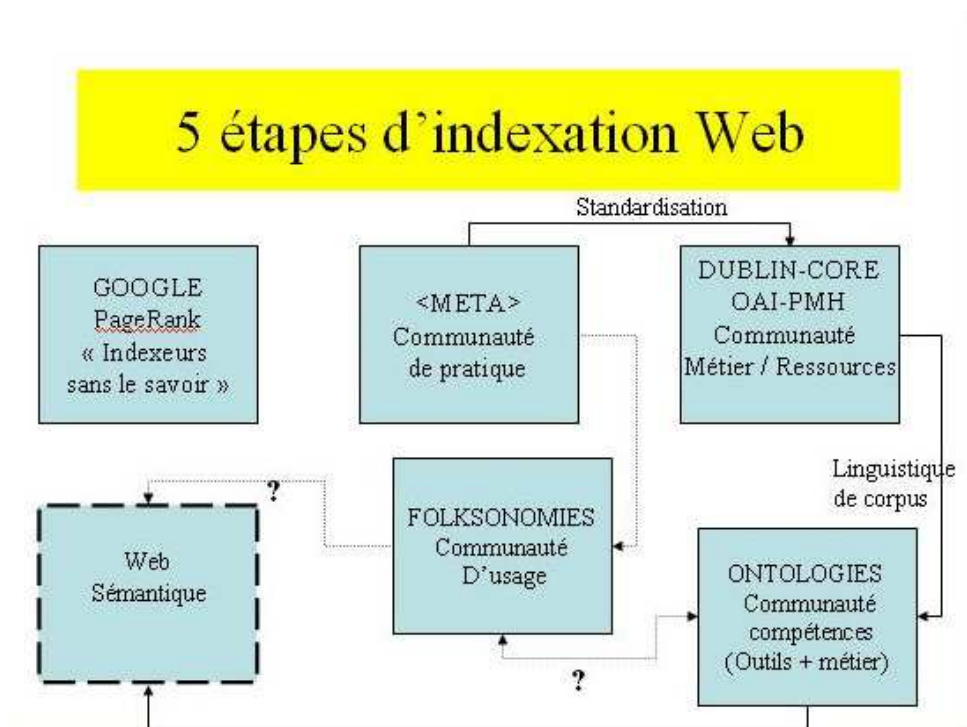 5 étapes d’indexation Web
Standardisation
GOOGLE
PageRank
« Indexeurs
sans le savoir »
<META>
Communauté
de pratique
DUBLIN-CORE
OAI-PMH
Communauté
Métier / Ressources
Linguistique
de corpus
?
FOLKSONOMIES
Communauté
D’usage
Web
Sémantique
ONTOLOGIES
Communauté
compétences
(Outils + métier)
?